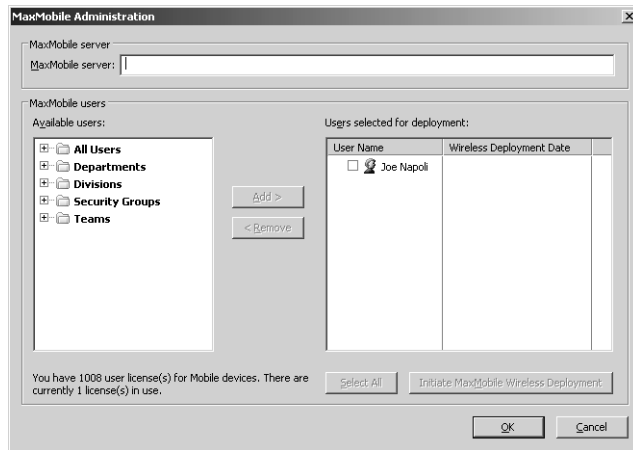 MaxMobile Administration
MaxMobile server
MaxMobile server:
MaxMobile users
Available users:
Users selected for deployment:
All Users
Departments
Divisions
Security Groups
Teams
Add >
< Remove
User Name
Wireless Deployment Date
Joe Napoli
You have 1008 user license(s) for Mobile devices. There are
currently 1 license(s) in use.
Select All
Initiate MaxMobile Wireless Deployment
OK
Cancel